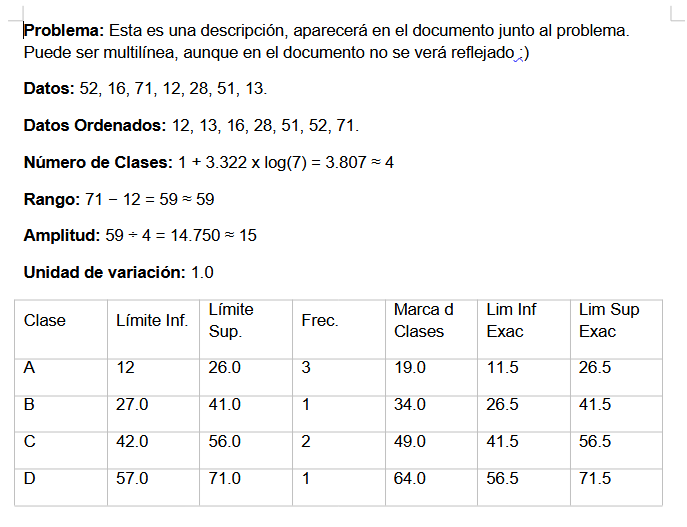 Problema: Esta es una descripción, aparecerá en el documento junto al problema.
Puede ser multilínea, aunque en el documento no se verá reflejado ;)
Datos: 52, 16, 71, 12, 28, 51, 13.
Datos Ordenados: 12, 13, 16, 28, 51, 52, 71.
Número de Clases: 1 + 3.322 x log(7) = 3.807 ≈ 4
Rango: 71 − 12 = 59 ≈ 59
Amplitud: 59 ÷ 4 = 14.750 ≈ 15
Unidad de variación: 1.0
Clase Límite Inf. Límite Sup. Frec. Marca d Clases Lim Inf Exac Lim Sup Exac
A 12 26.0 3 19.0 11.5 26.5
B 27.0 41.0 1 34.0 26.5 41.5
C 42.0 56.0 2 49.0 41.5 56.5
D 57.0 71.0 1 64.0 56.5 71.5